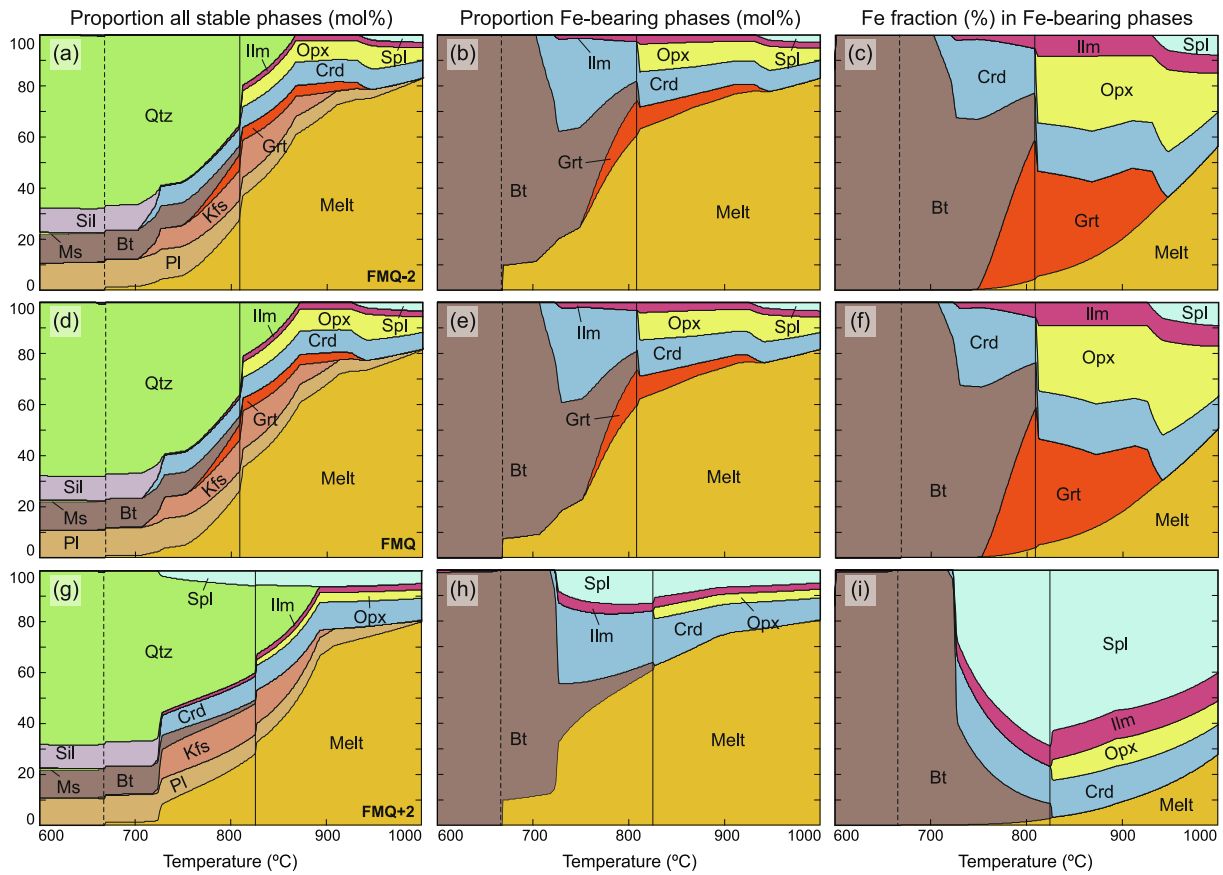 Proportion all stable phases (mol%) Proportion Fe-bearing phases (mol%) Fe fraction (%) in Fe-bearing phases
100
80
60
40
20
0
(a)
Ilm
Opx
Spl
Crd
Qtz
Grt
Sil
Kfs
Melt
Ms
Bt
Pl
FMQ-2
(b)
Ilm
Opx
Crd
Spl
Grt
Bt
Melt
(c)
Spl
Ilm
Crd
Opx
Bt
Grt
Melt
100
80
60
40
20
0
(d)
Ilm
Opx
Spl
Crd
Qtz
Grt
Sil
Kfs
Melt
Ms
Bt
Pl
FMQ
(e)
Ilm
Opx
Spl
Crd
Grt
Bt
Melt
(f)
Ilm
Spl
Crd
Opx
Bt
Grt
Melt
100
80
60
40
20
0
(g)
Spl
Ilm
Opx
Qtz
Crd
Sil
Kfs
Melt
Ms
Bt
Pl
FMQ+2
(h)
Spl
Ilm
Crd
Opx
Bt
Melt
(i)
Spl
Ilm
Opx
Bt
Crd
Melt
600 700 800 900 1000 600 700 800 900 1000 600 700 800 900 1000
Temperature (ºC) Temperature (ºC) Temperature (ºC)